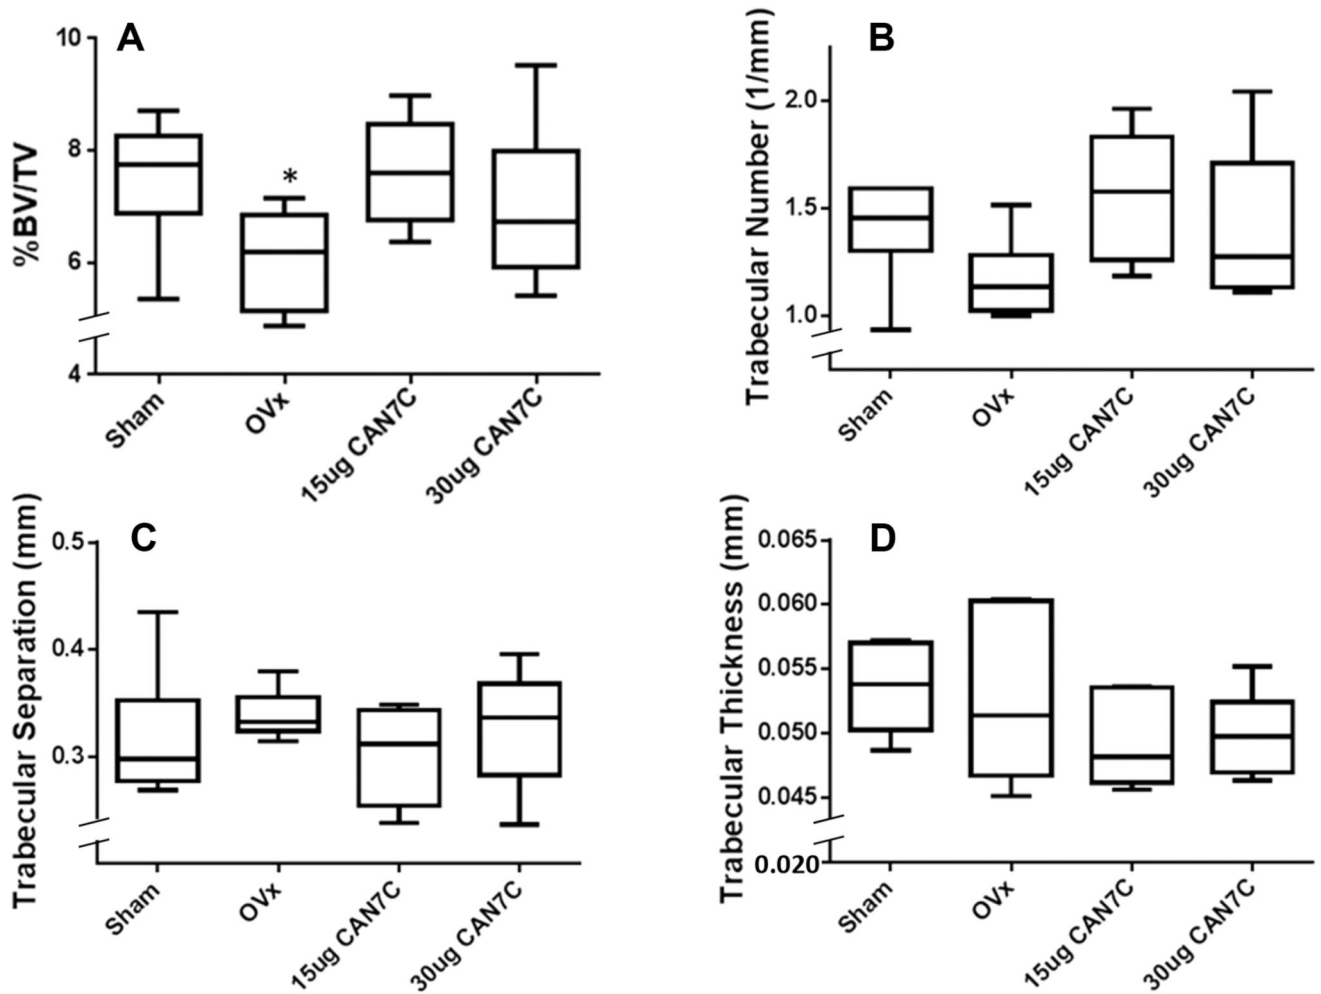 A
%BV/TV
10
8
6
4
*
Sham
OVx
15ug CAN7C
30ug CAN7C
B
Trabecular Number (1/mm)
2.0
1.5
1.0
Sham
OVx
15ug CAN7C
30ug CAN7C
C
Trabecular Separation (mm)
0.5
0.4
0.3
Sham
OVx
15ug CAN7C
30ug CAN7C
D
Trabecular Thickness (mm)
0.065
0.060
0.055
0.050
0.045
0.020
Sham
OVx
15ug CAN7C
30ug CAN7C